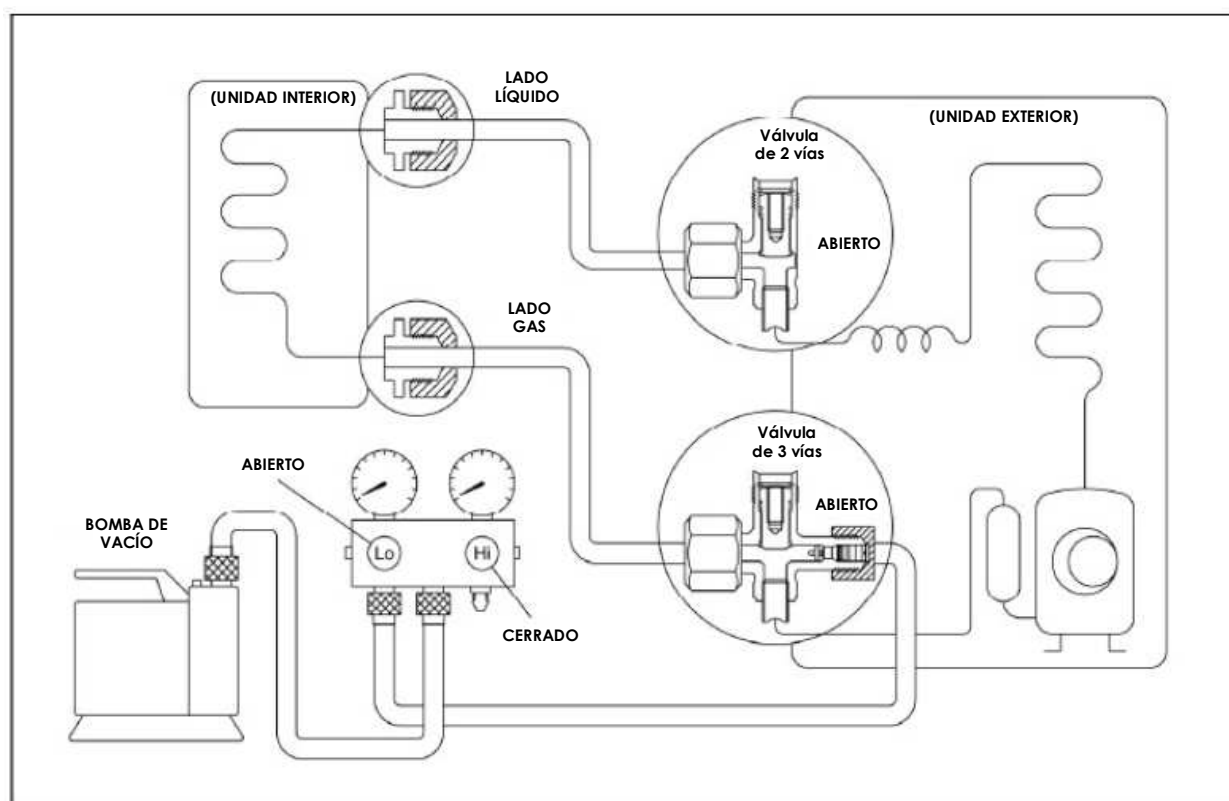 (UNIDAD INTERIOR)
LADO
LÍQUIDO
(UNIDAD EXTERIOR)
Válvula
de 2 vías
ABIERTO
LADO
GAS
Válvula
de 3 vías
ABIERTO
ABIERTO
BOMBA DE
VACÍO
Lo
Hi
CERRADO